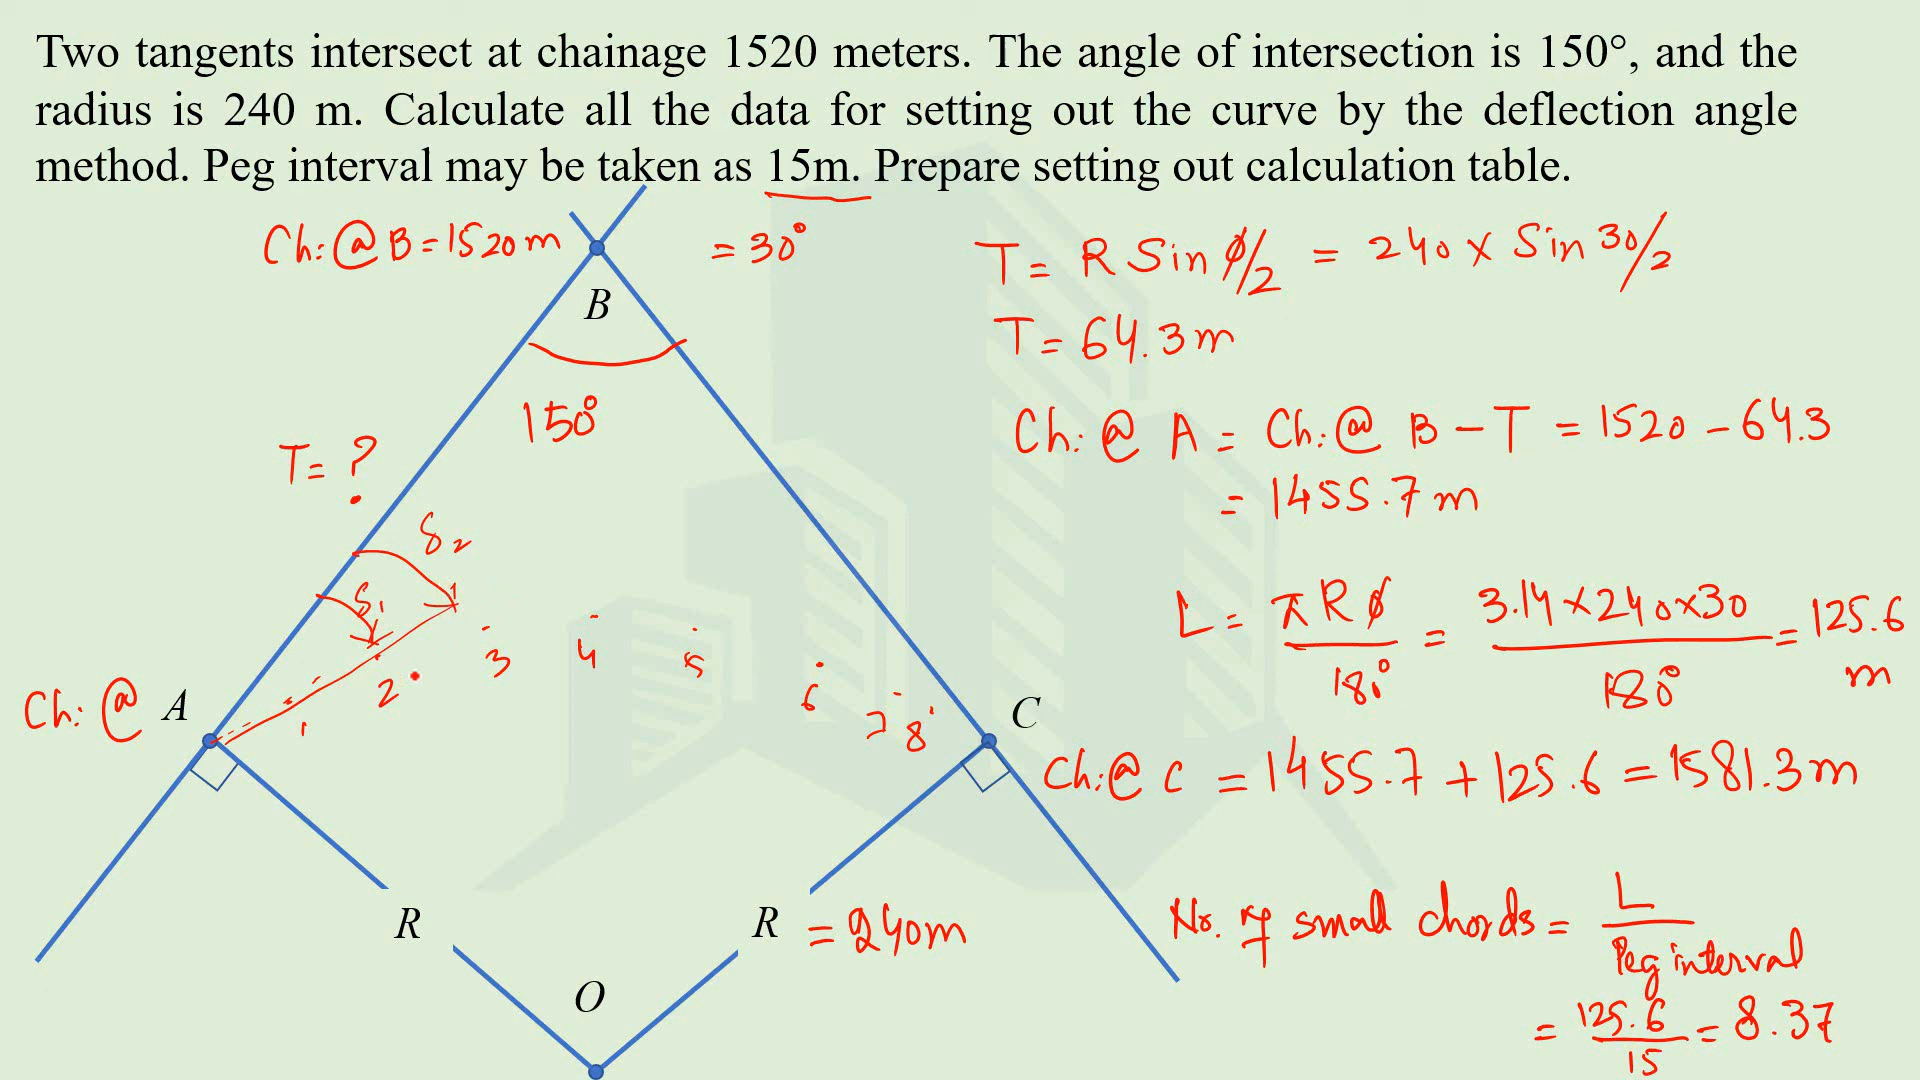 Two tangents intersect at chainage 1520 meters. The angle of intersection is 150°, and the
radius is 240 m. Calculate all the data for setting out the curve by the deflection angle
method. Peg interval may be taken as 15m. Prepare setting out calculation table.
Ch:@ B = 1520 m
= 30°
T = R Sin ϕ/2 = 240 x Sin 30/2
B
T = 64.3 m
150°
Ch:@ A = Ch:@ B - T = 1520 - 64.3
T = ?
= 1455.7 m
δ2
δ1
L = πRϕ/180° = 3.14 x 240 x 30/180° = 125.6 m
1 2 3 4 5 6 7 8
Ch:@ A
C
Ch:@ C = 1455.7 + 125.6 = 1581.3 m
R
R = 240m
No. of small chords = L/Peg interval
O
= 125.6/15 = 8.37